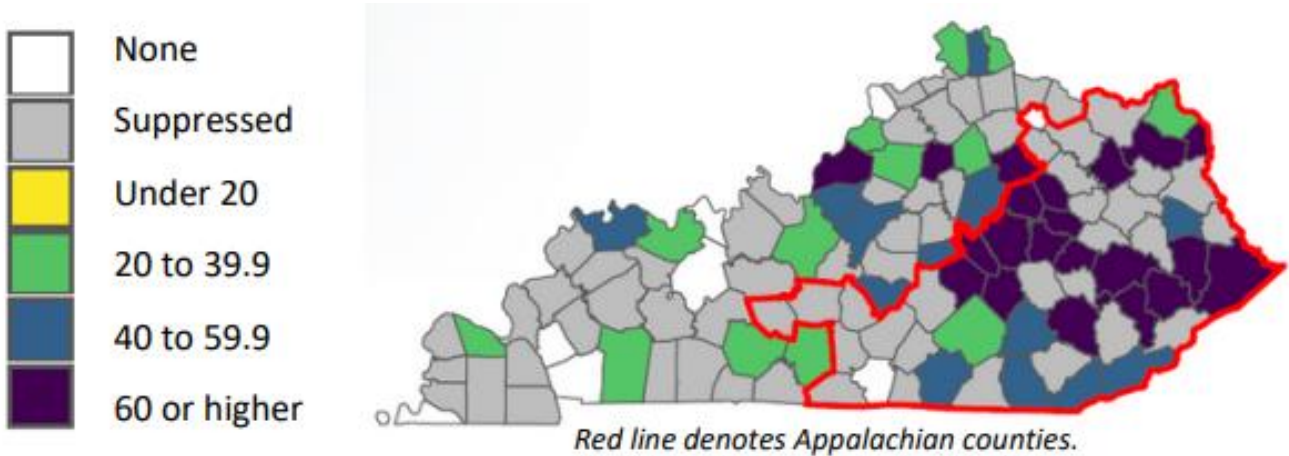 None
Suppressed
Under 20
20 to 39.9
40 to 59.9
60 or higher
Red line denotes Appalachian counties.